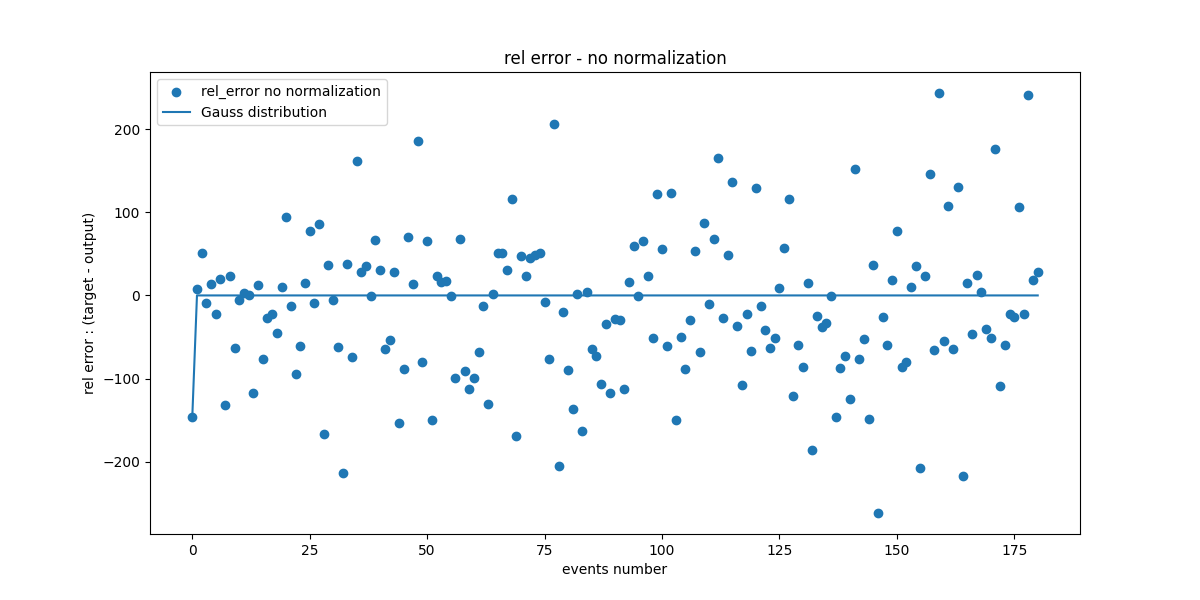 rel error - no normalization
rel_error no normalization
Gauss distribution
rel error : (target - output)
200
100
0
−100
−200
0 25 50 75 100 125 150 175
events number